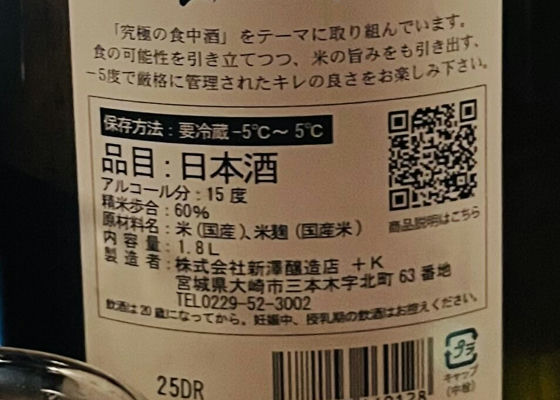 「究極の食中酒」をテーマに取り組んでいます。
食の可能性を引き立てつつ、米の旨みをも引き出す、
−5度で厳格に管理されたキレの良さをお楽しみ下さい。
保存方法：要冷蔵−5℃～5℃
品目：日本酒
アルコール分：15度
精米歩合：60%
原材料名：米（国産）、米麹（国産米）
内容量：1.8L
製造者：株式会社新澤醸造店 ＋K
宮城県大崎市三本木字北町63番地
TEL0229-52-3002
商品説明はこちら
飲酒は20歳になってから。妊娠中、授乳期の飲酒はお控えください。
25DR
プラ
キャップ
（中栓）